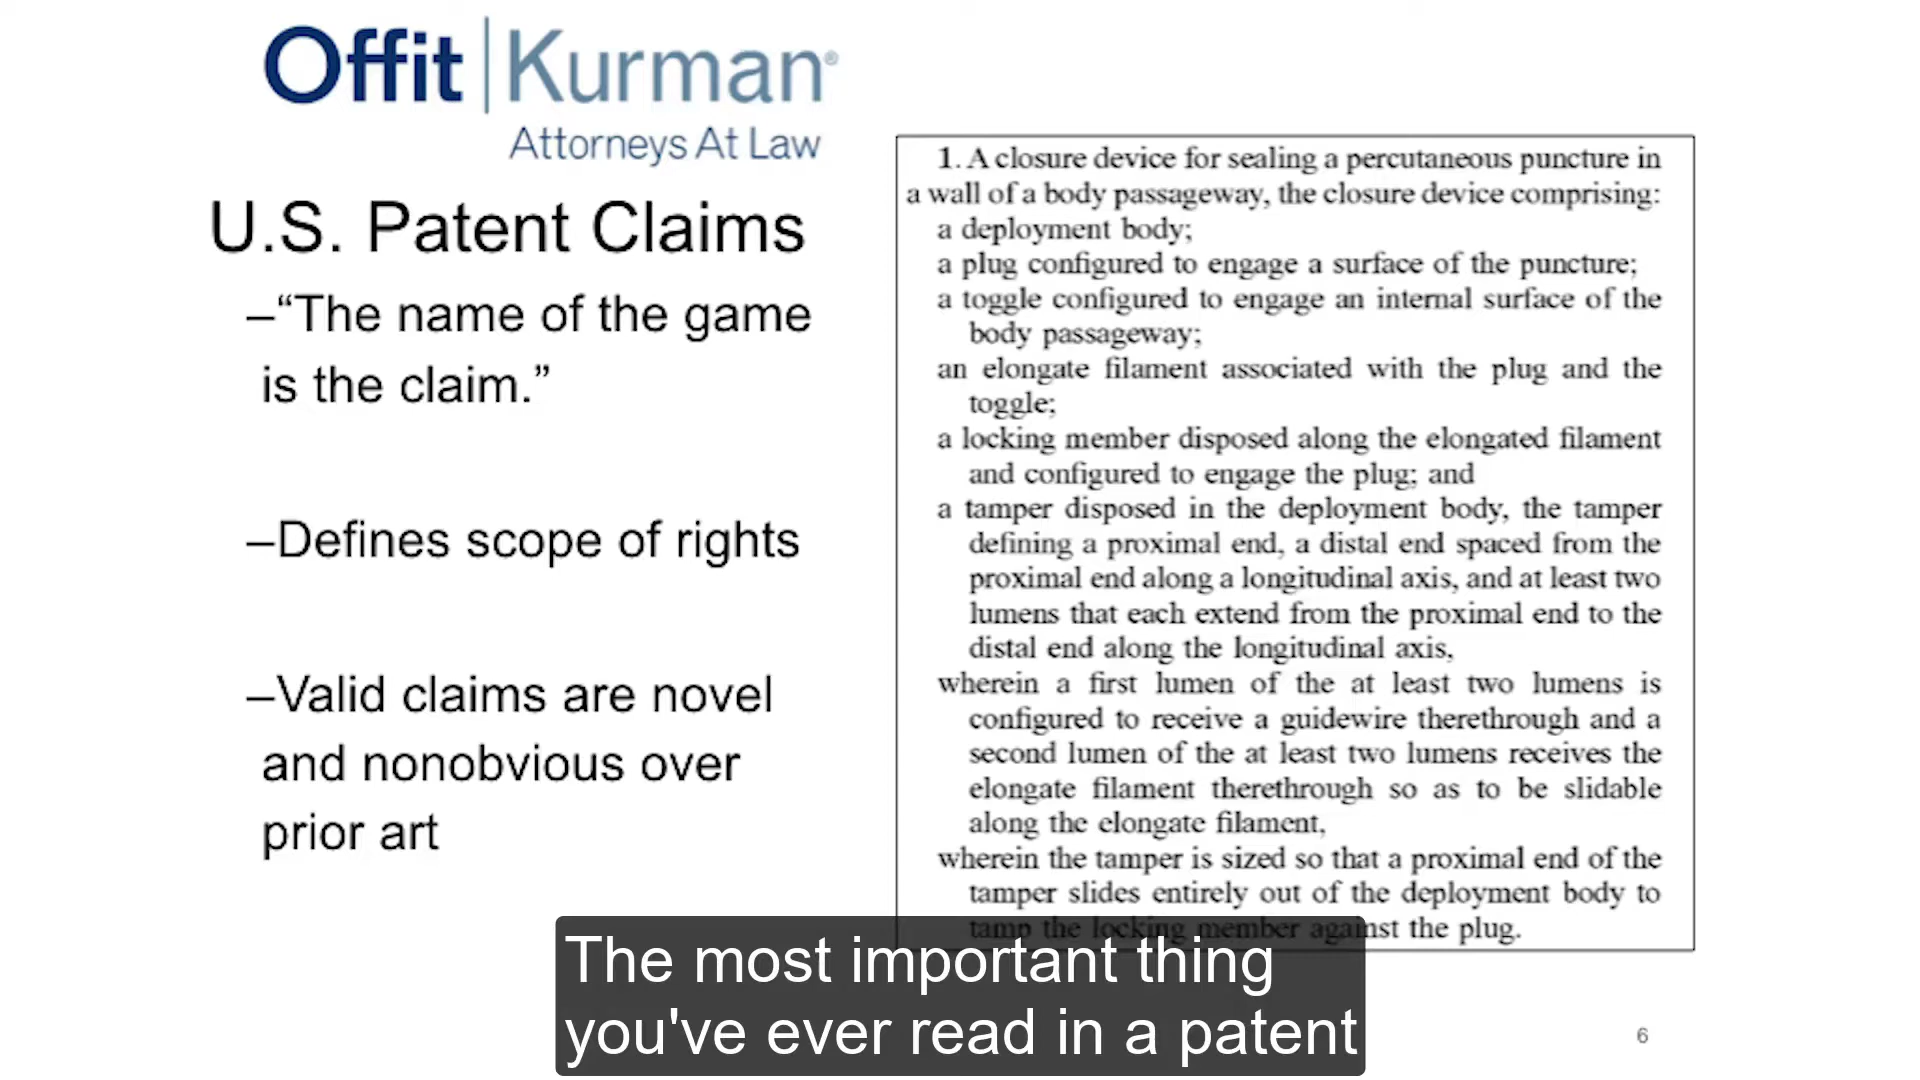 Offit | Kurman®
Attorneys At Law
U.S. Patent Claims
–“The name of the game
is the claim.”
–Defines scope of rights
–Valid claims are novel
and nonobvious over
prior art
1. A closure device for sealing a percutaneous puncture in
a wall of a body passageway, the closure device comprising:
a deployment body;
a plug configured to engage a surface of the puncture;
a toggle configured to engage an internal surface of the
body passageway;
an elongate filament associated with the plug and the
toggle;
a locking member disposed along the elongated filament
and configured to engage the plug; and
a tamper disposed in the deployment body, the tamper
defining a proximal end, a distal end spaced from the
proximal end along a longitudinal axis, and at least two
lumens that each extend from the proximal end to the
distal end along the longitudinal axis,
wherein a first lumen of the at least two lumens is
configured to receive a guidewire therethrough and a
second lumen of the at least two lumens receives the
elongate filament therethrough so as to be slidable
along the elongate filament,
wherein the tamper is sized so that a proximal end of the
tamper slides entirely out of the deployment body to
tamp the locking member against the plug.
The most important thing
you've ever read in a patent
6